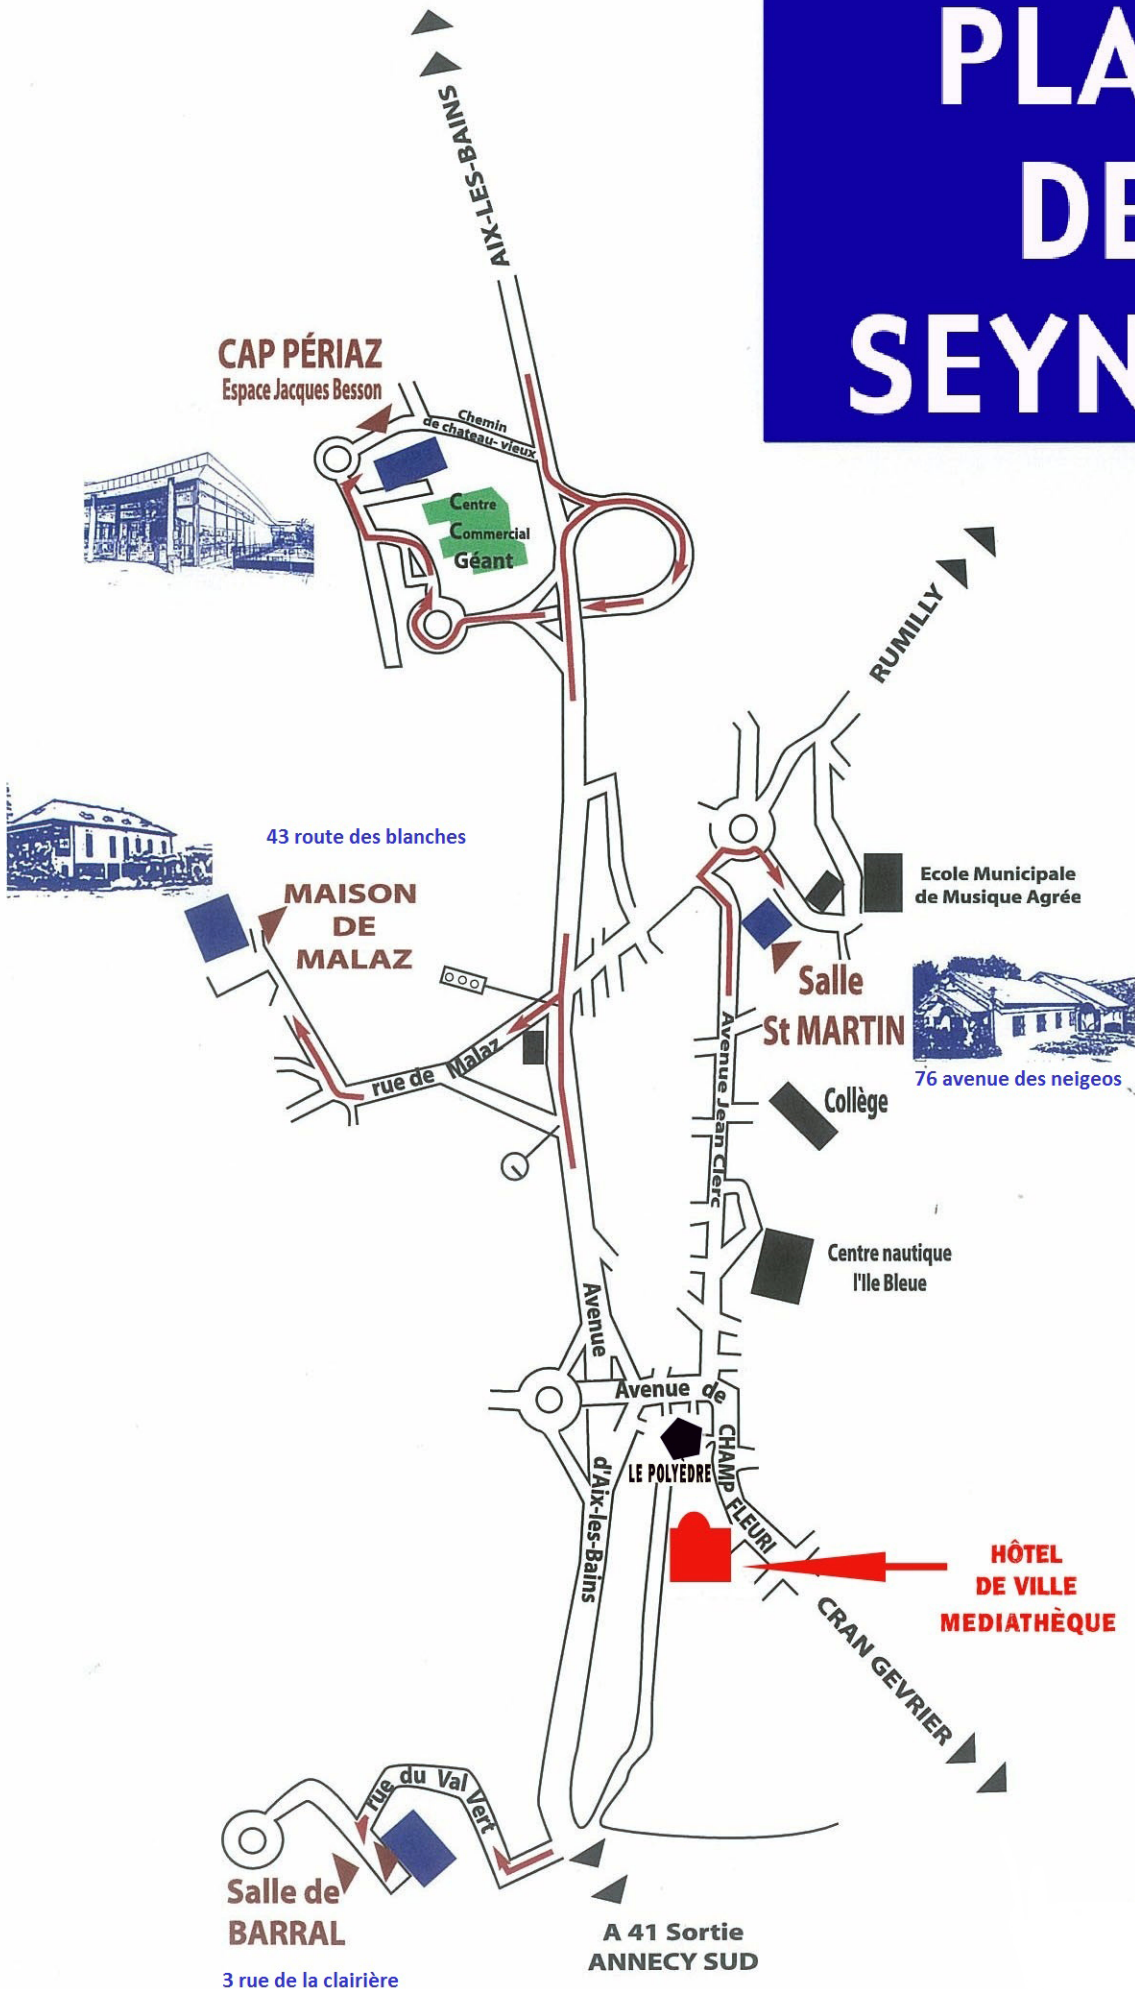 PLA
DE
SEYN
AIX-LES-BAINS
CAP PÉRIAZ
Espace Jacques Besson
Chemin
de chateau-vieux
Centre
Commercial
Géant
RUMILLY
43 route des blanches
MAISON
DE
MALAZ
Ecole Municipale
de Musique Agrée
Salle
St MARTIN
76 avenue des neigeos
rue de Malaz
Avenue Jean Clerc
Collège
Centre nautique
l'Ile Bleue
Avenue
d'Aix-les-Bains
Avenue de
CHAMP
FLEURI
LE POLYÈDRE
HÔTEL
DE VILLE
MEDIATHÈQUE
CRAN GEVRIER
rue du Val Vert
Salle de
BARRAL
3 rue de la clairière
A 41 Sortie
ANNECY SUD